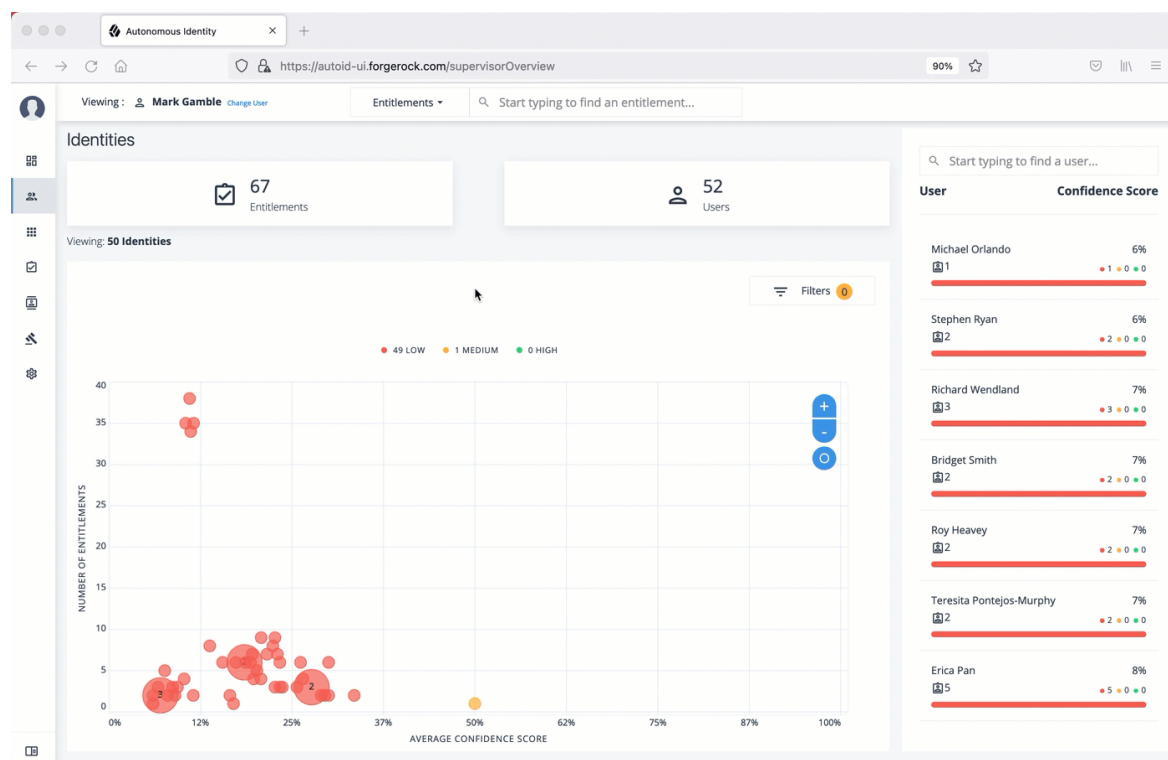 Autonomous Identity
https://autoid-ui.forgerock.com/supervisorOverview
90%
Viewing : Mark Gamble Change User
Entitlements
Start typing to find an entitlement...
Identities
67
Entitlements
52
Users
Viewing: 50 Identities
Filters 0
49 LOW 1 MEDIUM 0 HIGH
40
35
30
25
20
15
10
5
0
NUMBER OF ENTITLEMENTS
3
2
0% 12% 25% 37% 50% 62% 75% 87% 100%
AVERAGE CONFIDENCE SCORE
+
-
Start typing to find a user...
User Confidence Score
Michael Orlando 6%
1 1 0 0
Stephen Ryan 6%
2 2 0 0
Richard Wendland 7%
3 3 0 0
Bridget Smith 7%
2 2 0 0
Roy Heavey 7%
2 2 0 0
Teresita Pontejos-Murphy 7%
2 2 0 0
Erica Pan 8%
5 5 0 0